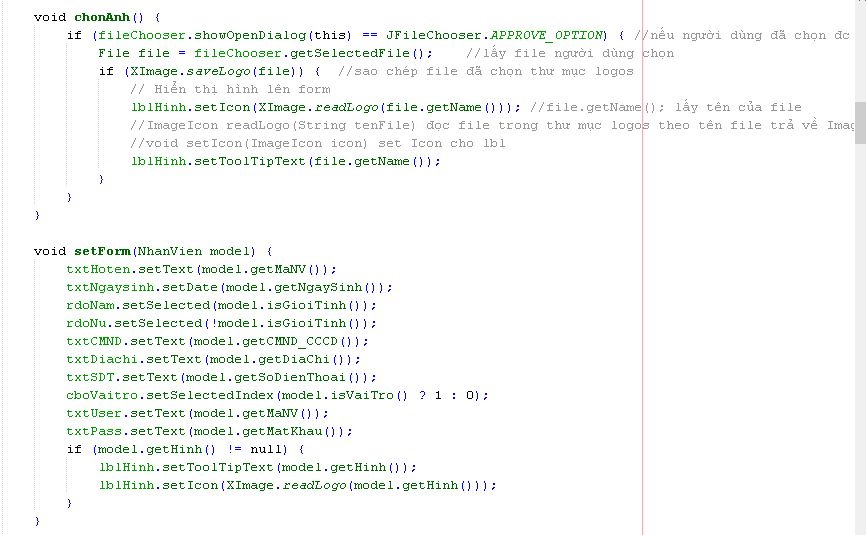 void chonAnh() {
if (fileChooser.showOpenDialog(this) == JFileChooser.APPROVE_OPTION) { //nếu người dùng đã chọn đc
File file = fileChooser.getSelectedFile();    //lấy file người dùng chọn
if (XImage.saveLogo(file)) {  //sao chép file đã chọn thư mục logos
// Hiển thị hình lên form
lblHinh.setIcon(XImage.readLogo(file.getName())); //file.getName(); lấy tên của file
//ImageIcon readLogo(String tenFile) đọc file trong thư mục logos theo tên file trả về Imag
//void setIcon(ImageIcon icon) set Icon cho lbl
lblHinh.setToolTipText(file.getName());
}
}
}
void setForm(NhanVien model) {
txtHoten.setText(model.getMaNV());
txtNgaysinh.setDate(model.getNgaySinh());
rdoNam.setSelected(model.isGioiTinh());
rdoNu.setSelected(!model.isGioiTinh());
txtCMND.setText(model.getCMND_CCCD());
txtDiachi.setText(model.getDiaChi());
txtSDT.setText(model.getSoDienThoai());
cboVaitro.setSelectedIndex(model.isVaiTro() ? 1 : 0);
txtUser.setText(model.getMaNV());
txtPass.setText(model.getMatKhau());
if (model.getHinh() != null) {
lblHinh.setToolTipText(model.getHinh());
lblHinh.setIcon(XImage.readLogo(model.getHinh()));
}
}